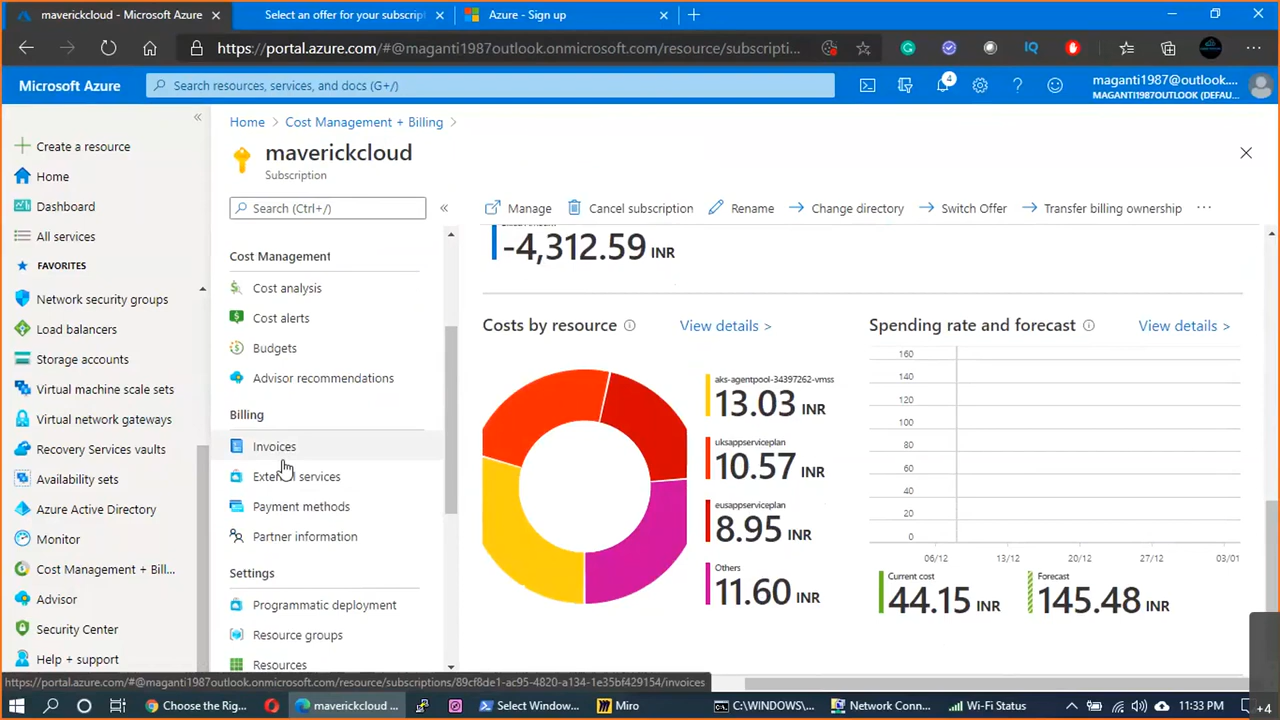 maverickcloud - Microsoft Azure
Select an offer for your subscript
Azure - Sign up
https://portal.azure.com/#@maganti1987outlook.onmicrosoft.com/resource/subscripti...
IQ
Microsoft Azure
Search resources, services, and docs (G+/)
4
maganti1987@outlook....
MAGANTI1987OUTLOOK (DEFAU...
Create a resource
Home
Dashboard
All services
FAVORITES
Network security groups
Load balancers
Storage accounts
Virtual machine scale sets
Virtual network gateways
Recovery Services vaults
Availability sets
Azure Active Directory
Monitor
Cost Management + Bill...
Advisor
Security Center
Help + support
Home > Cost Management + Billing >
maverickcloud
Subscription
Search (Ctrl+/)
Cost Management
Cost analysis
Cost alerts
Budgets
Advisor recommendations
Billing
Invoices
External services
Payment methods
Partner information
Settings
Programmatic deployment
Resource groups
Resources
Manage
Cancel subscription
Rename
Change directory
Switch Offer
Transfer billing ownership
...
-4,312.59 INR
Costs by resource
View details >
aks-agentpool-34397262-vmss
13.03 INR
uksappserviceplan
10.57 INR
eusappserviceplan
8.95 INR
Others
11.60 INR
Spending rate and forecast
View details >
160
140
120
100
80
60
40
20
0
06/12 13/12 20/12 27/12 03/01
Current cost
44.15 INR
Forecast
145.48 INR
https://portal.azure.com/#@maganti1987outlook.onmicrosoft.com/resource/subscriptions/89cf8de1-ac95-4820-a134-1e35bf429154/invoices
Choose the Rig...
maverickcloud ...
Select Window...
Miro
C:\WINDOWS\...
Network Conn...
Wi-Fi Status
11:33 PM
+4